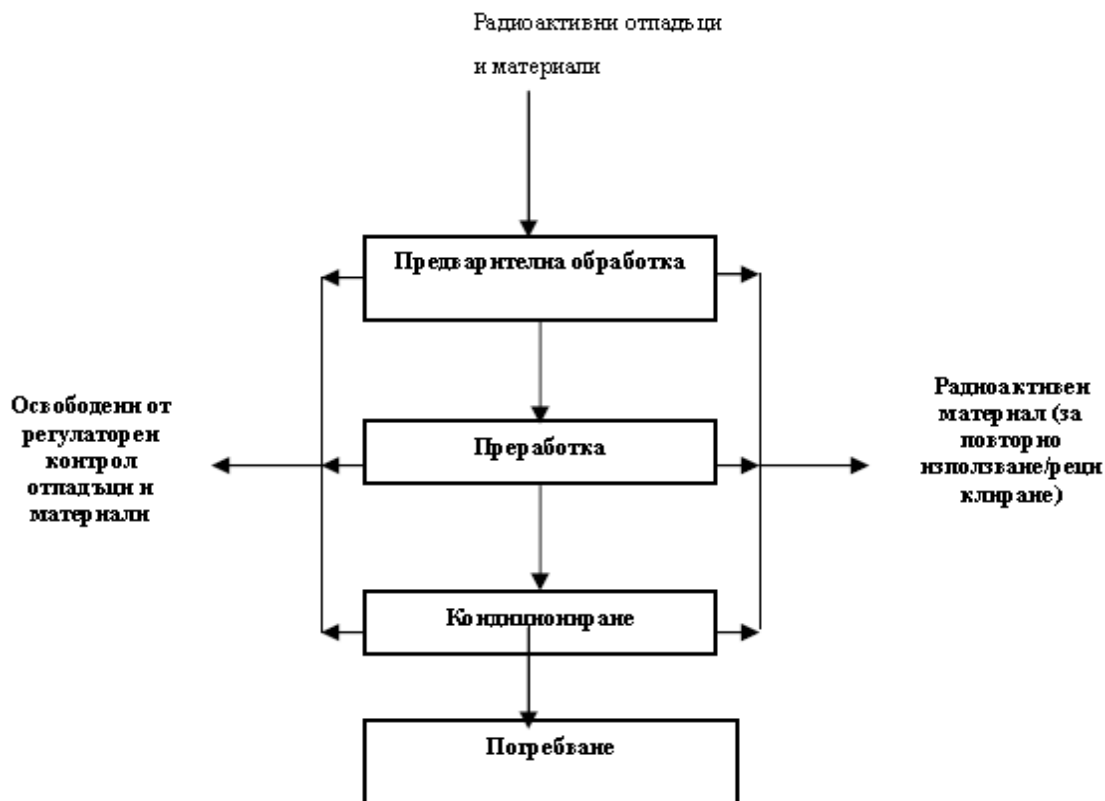 Радиоактивни отпадъци
и материали
Предварителна обработка
Освободени от
регулаторен
контрол
отпадъци и
материали
Преработка
Радиоактивен
материал (за
повторно
използване/реци
клиране)
Кондициониране
Погребване